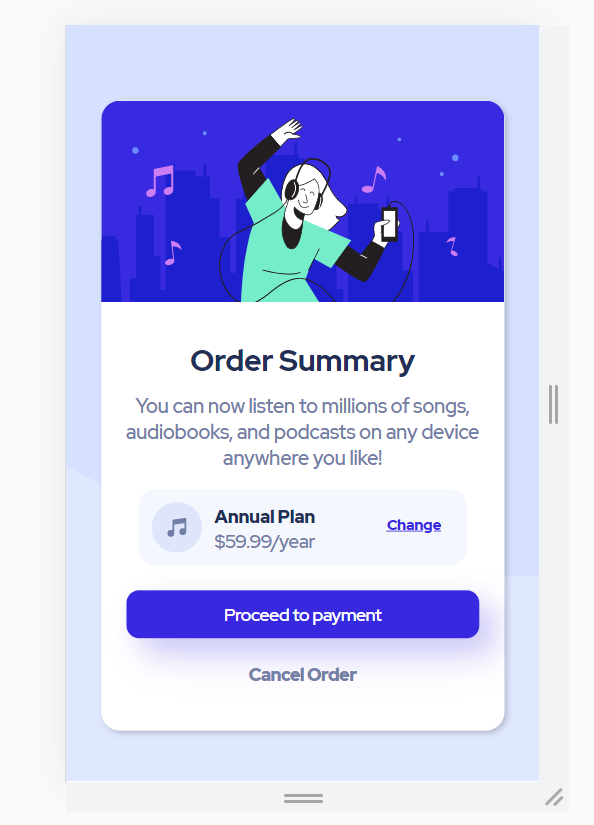 Order Summary
You can now listen to millions of songs,
audiobooks, and podcasts on any device
anywhere you like!
Annual Plan
$59.99/year
Change
Proceed to payment
Cancel Order